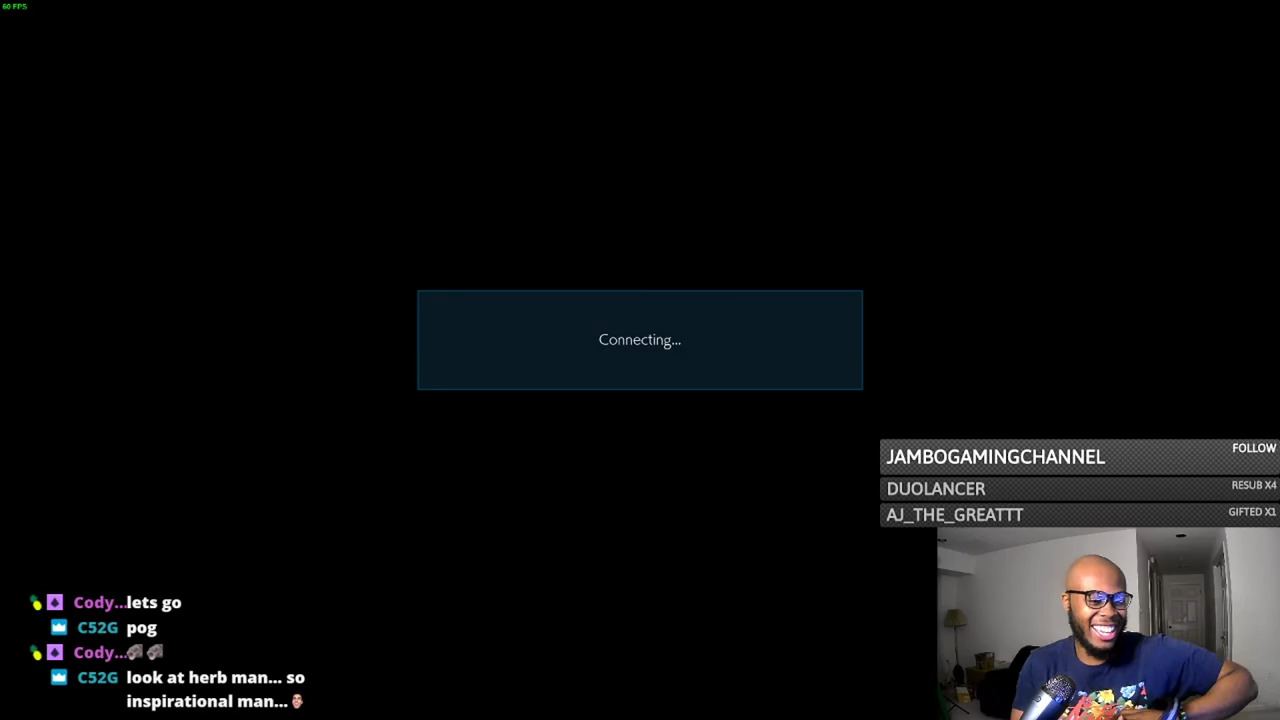 60 FPS
Connecting...
JAMBOGAMINGCHANNEL FOLLOW
DUOLANCER RESUB X4
AJ_THE_GREATTT GIFTED X1
Cody...lets go
C52G pog
Cody...
C52G look at herb man... so
inspirational man...